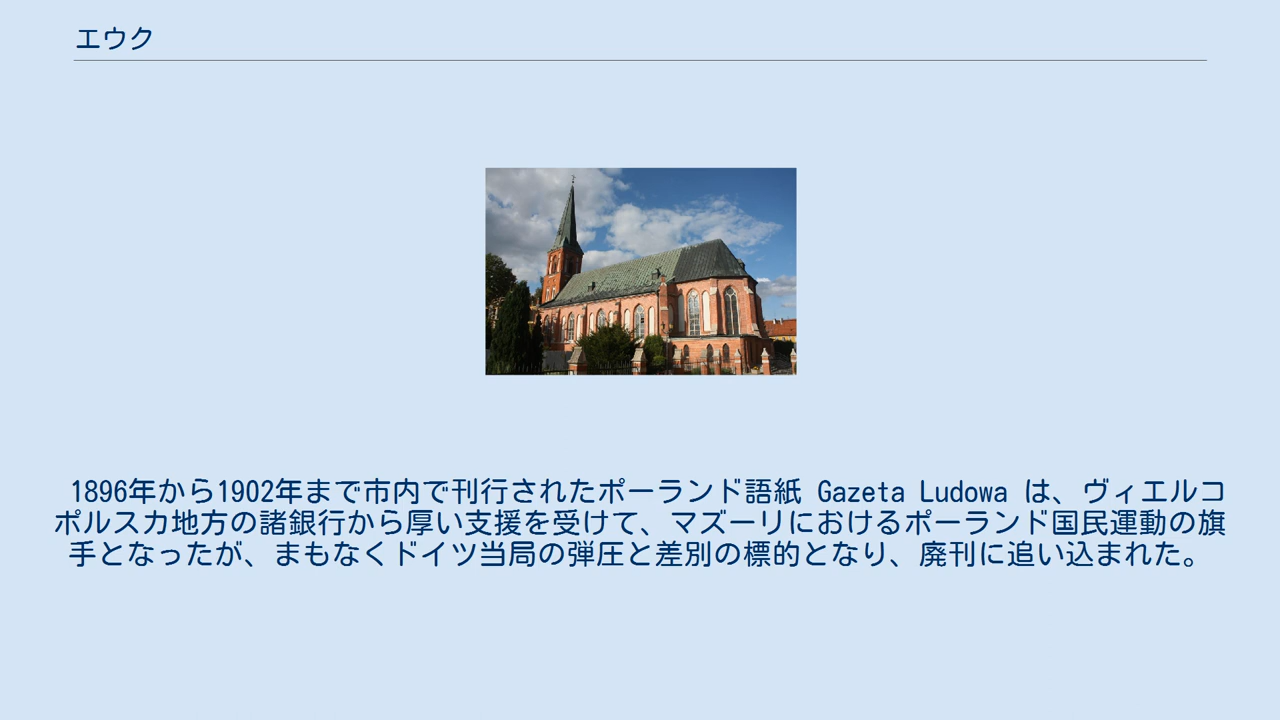 エウク
1896年から1902年まで市内で刊行されたポーランド語紙 Gazeta Ludowa は、ヴィエルコ
ポルスカ地方の諸銀行から厚い支援を受けて、マズーリにおけるポーランド国民運動の旗
手となったが、まもなくドイツ当局の弾圧と差別の標的となり、廃刊に追い込まれた。